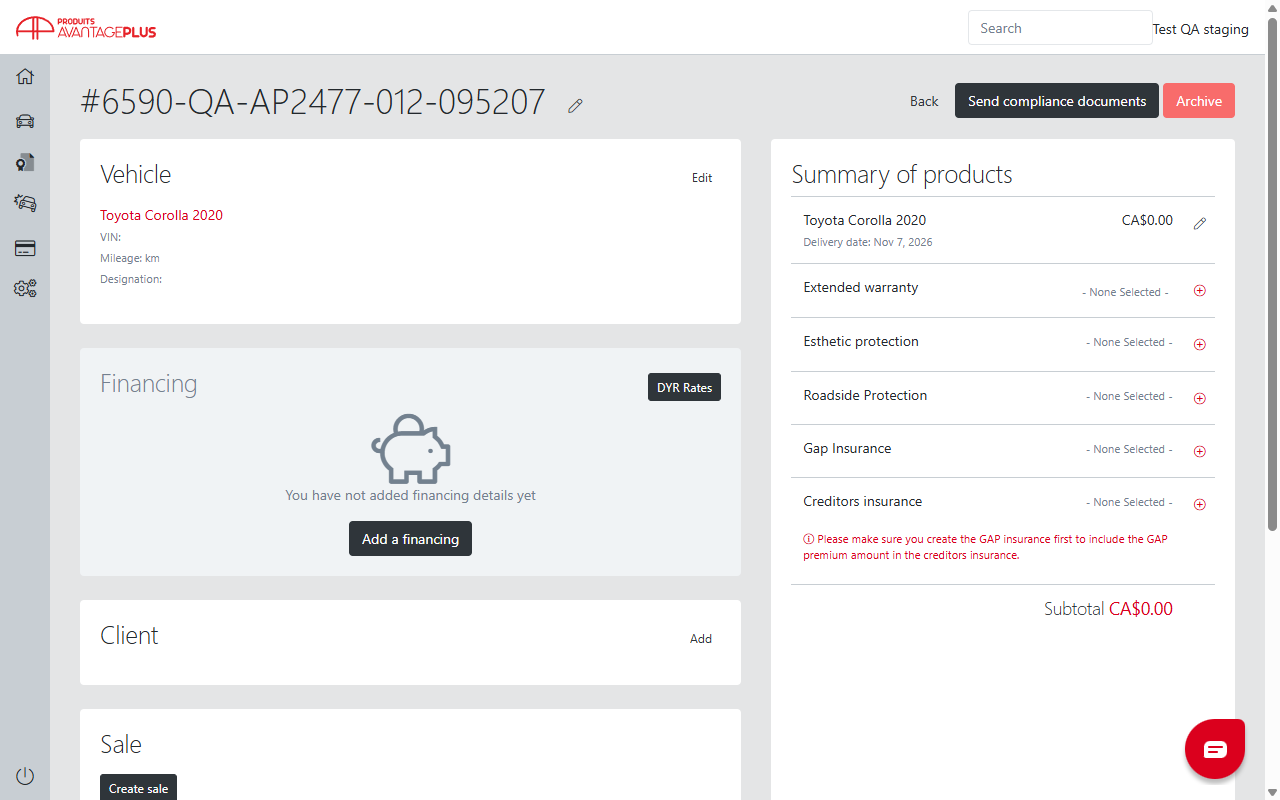 PRODUITS
AVANTAGEPLUS
Search
Test QA staging
#6590-QA-AP2477-012-095207
Back
Send compliance documents
Archive
Vehicle
Edit
Toyota Corolla 2020
VIN:
Mileage: km
Designation:
Financing
DYR Rates
You have not added financing details yet
Add a financing
Client
Add
Sale
Create sale
Summary of products
Toyota Corolla 2020
CA$0.00
Delivery date: Nov 7, 2026
Extended warranty
- None Selected -
Esthetic protection
- None Selected -
Roadside Protection
- None Selected -
Gap Insurance
- None Selected -
Creditors insurance
- None Selected -
Please make sure you create the GAP insurance first to include the GAP
premium amount in the creditors insurance.
Subtotal CA$0.00